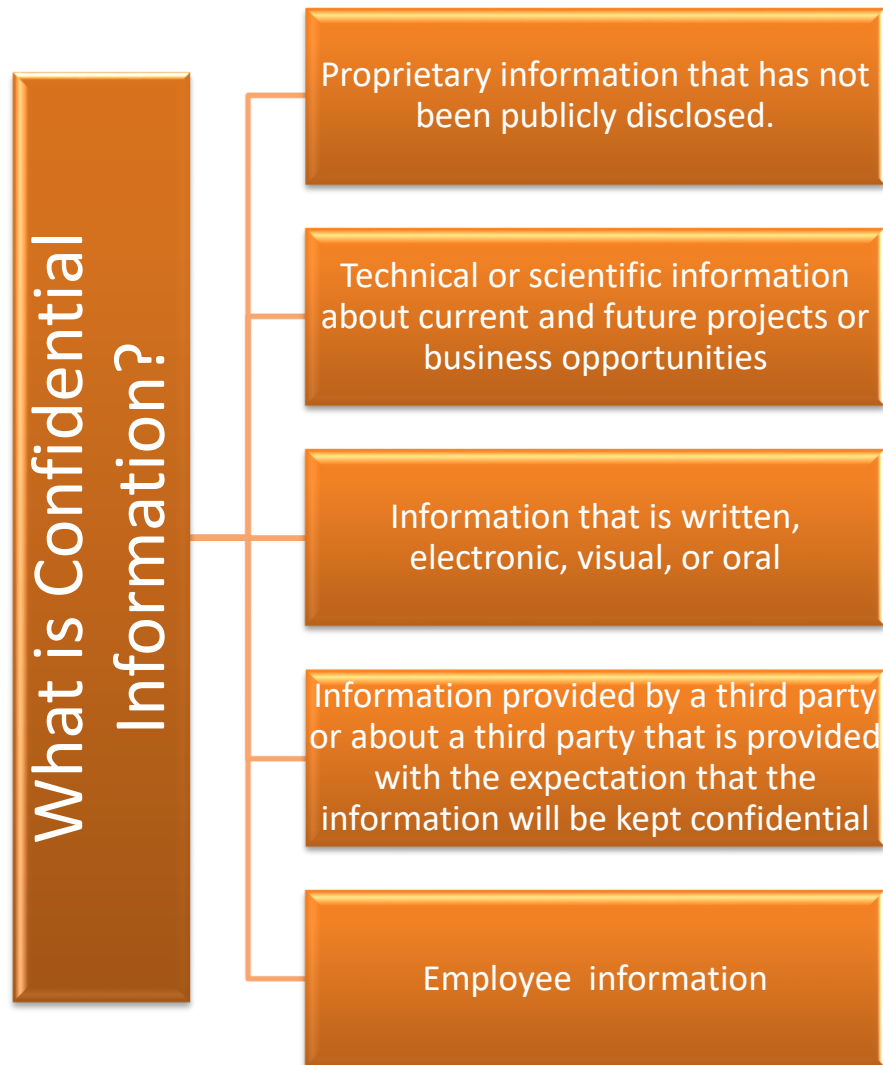 What is Confidential
Information?
Proprietary information that has not
been publicly disclosed.
Technical or scientific information
about current and future projects or
business opportunities
Information that is written,
electronic, visual, or oral
Information provided by a third party
or about a third party that is provided
with the expectation that the
information will be kept confidential
Employee  information